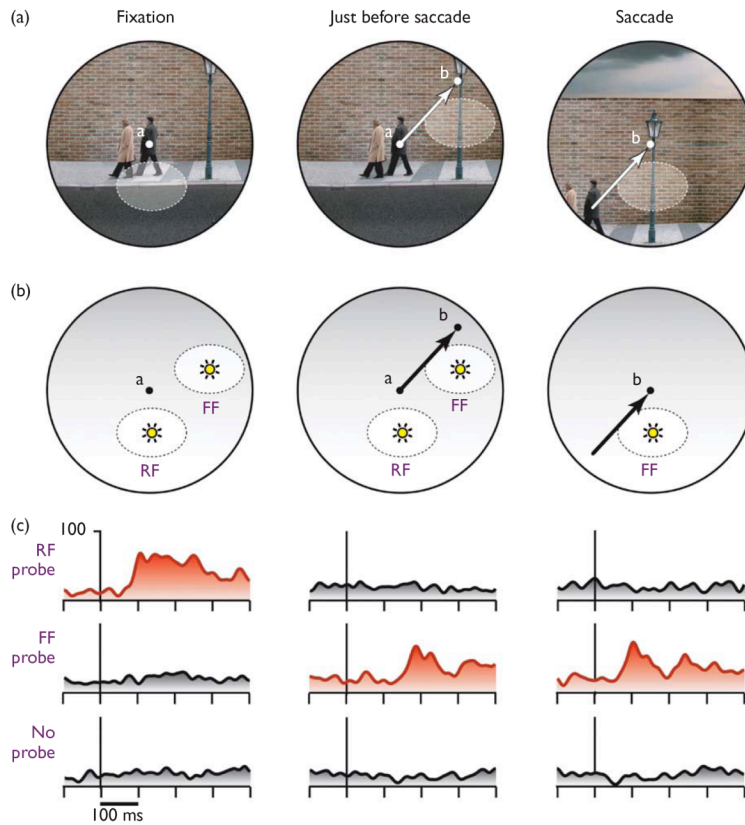 (a) Fixation Just before saccade Saccade
b
a a b
(b)
b
a a b
FF
FF FF
RF RF
(c)
100
RF
probe
FF
probe
No
probe
100 ms